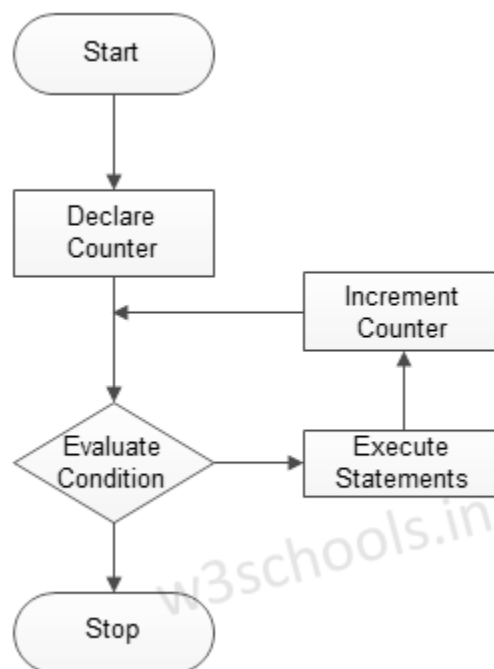 Start
Declare
Counter
Increment
Counter
Evaluate
Condition
Execute
Statements
Stop
w3schools.in